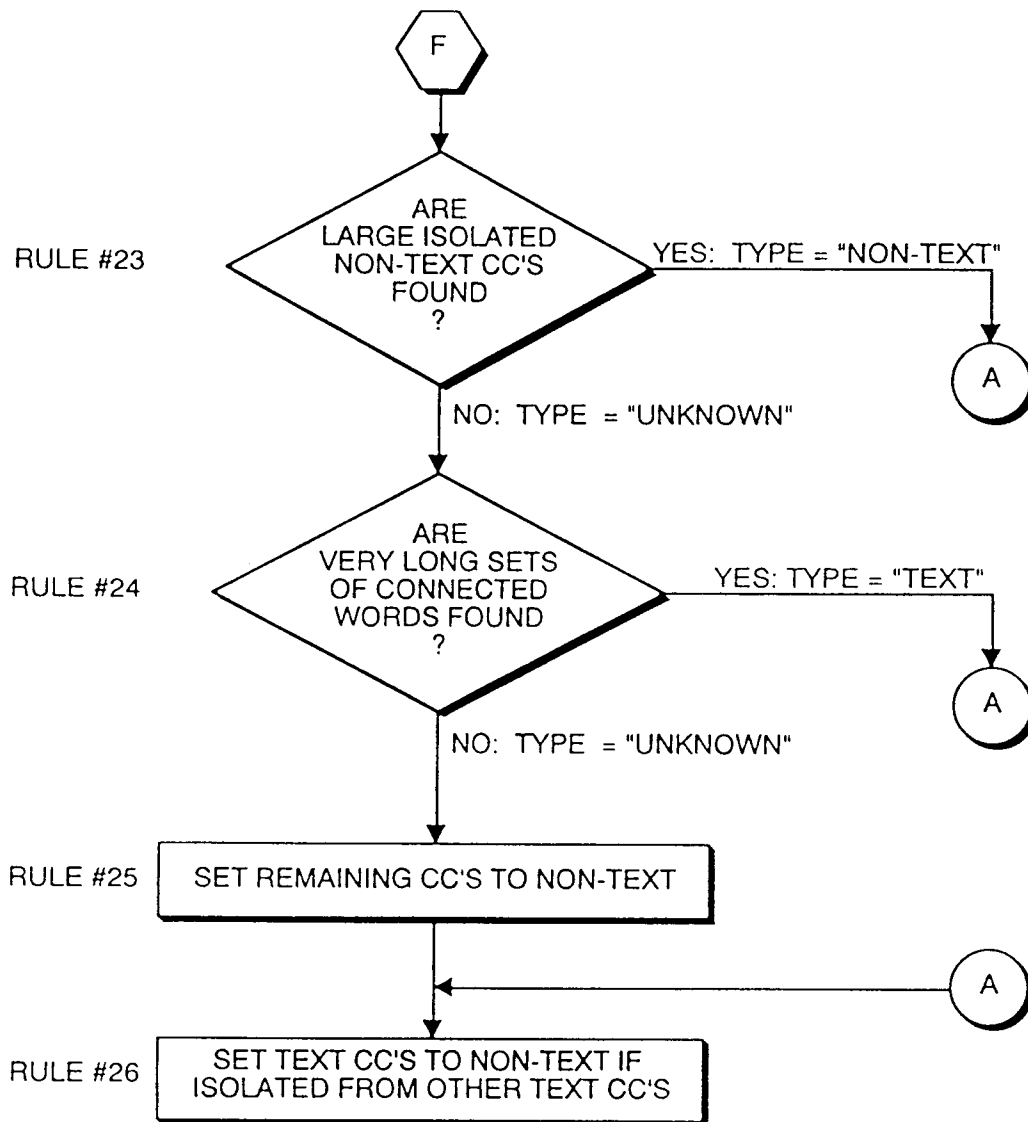 F
ARE
LARGE ISOLATED
NON-TEXT CC'S
FOUND
?
RULE #23
YES: TYPE = "NON-TEXT"
A
NO: TYPE = "UNKNOWN"
ARE
VERY LONG SETS
OF CONNECTED
WORDS FOUND
?
RULE #24
YES: TYPE = "TEXT"
A
NO: TYPE = "UNKNOWN"
RULE #25
SET REMAINING CC'S TO NON-TEXT
A
RULE #26
SET TEXT CC'S TO NON-TEXT IF
ISOLATED FROM OTHER TEXT CC'S